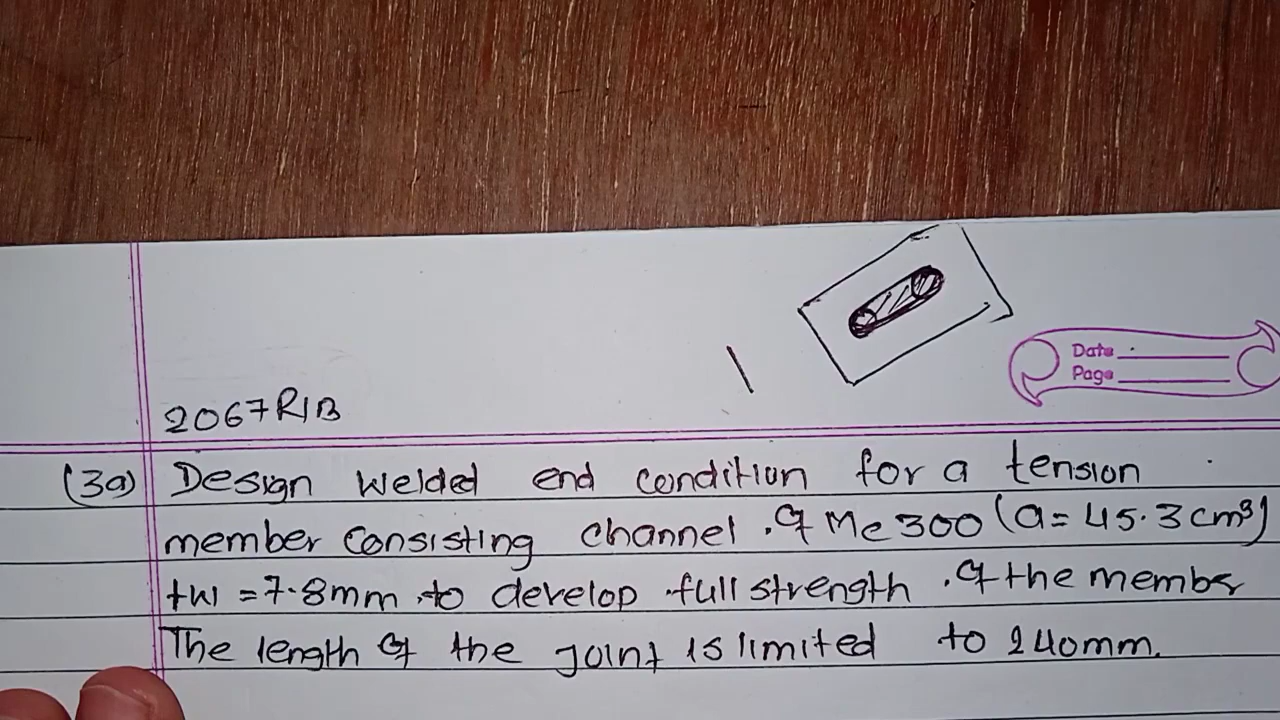 Date
Page
2067 R/B
(3a) Design welded end condition for a tension
member consisting channel of MC 300 (a = 45.3 cm³)
tw = 7.8mm to develop full strength of the member
The length of the joint is limited to 240mm.